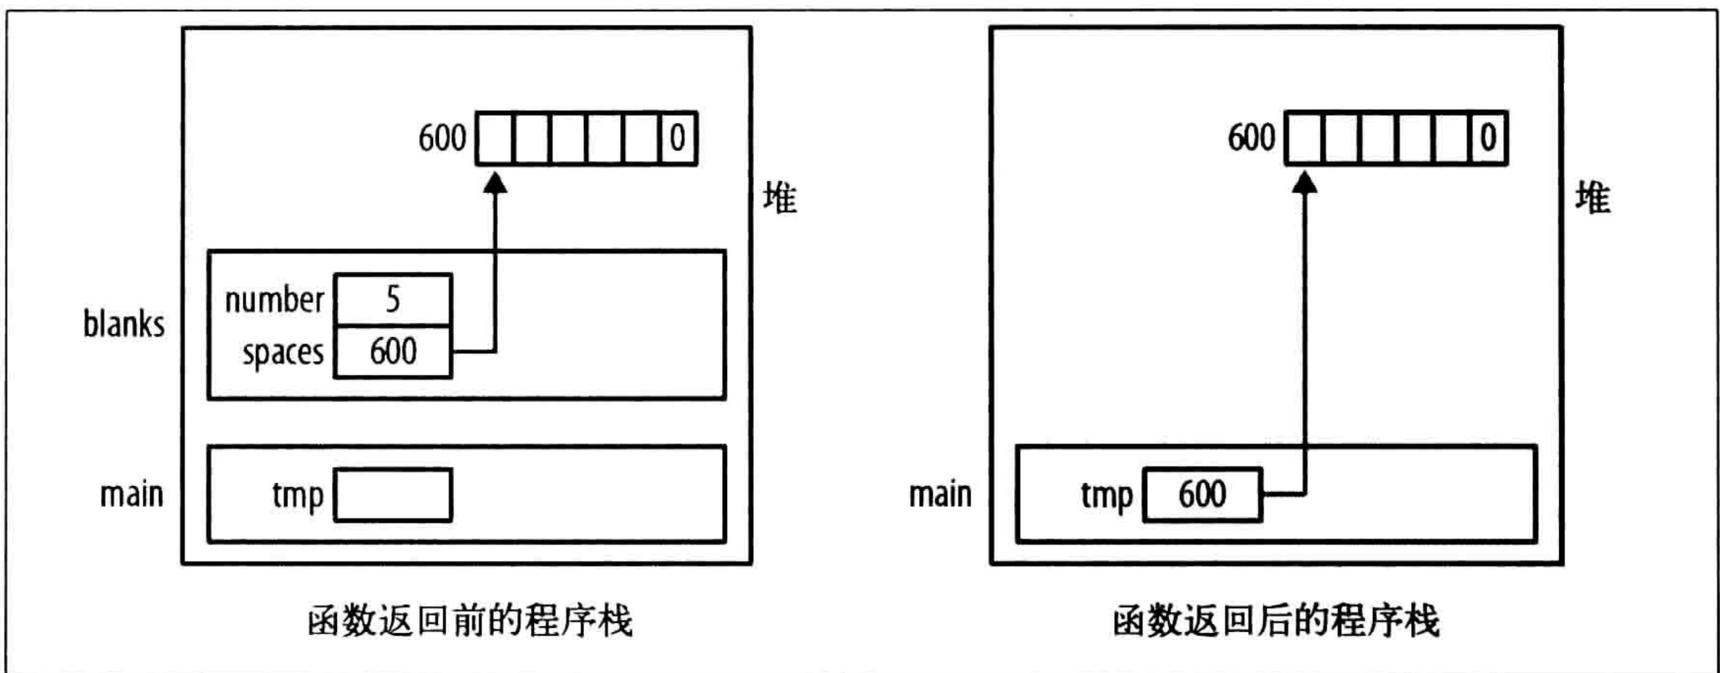 600 0
堆
blanks
number 5
spaces 600
main
tmp
函数返回前的程序栈
600 0
堆
main
tmp 600
函数返回后的程序栈